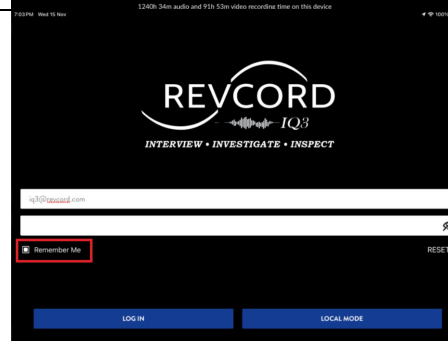 1240h 34m audio and 91h 53m video recording time on this device
7:03 PM Wed 15 Nov
100%
REVCORD
IQ3
INTERVIEW • INVESTIGATE • INSPECT
iq3@revcord.com
Remember Me
RESET
LOG IN LOCAL MODE